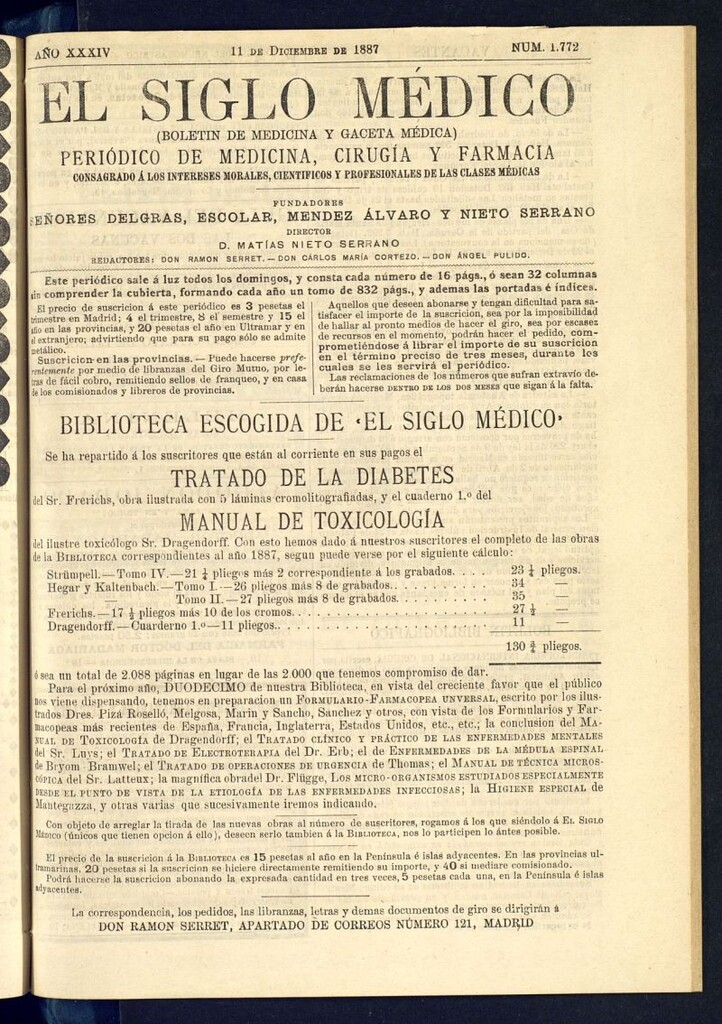 AÑO XXXIV 11 DE DICIEMBRE DE 1887 NUM. 1.772
EL SIGLO MÉDICO
(BOLETIN DE MEDICINA Y GACETA MÉDICA)
PERIÓDICO DE MEDICINA, CIRUGÍA Y FARMACIA
CONSAGRADO Á LOS INTERESES MORALES, CIENTIFICOS Y PROFESIONALES DE LAS CLASES MÉDICAS
FUNDADORES
SEÑORES DELGRAS, ESCOLAR, MENDEZ ÁLVARO Y NIETO SERRANO
DIRECTOR
D. MATÍAS NIETO SERRANO
REDACTORES: DON RAMON SERRET.—DON CÁRLOS MARÍA CORTEZO.—DON ÁNGEL PULIDO.
Este periódico sale á luz todos los domingos, y consta cada número de 16 págs., ó sean 32 columnas
sin comprender la cubierta, formando cada año un tomo de 832 págs., y ademas las portadas é índices.
El precio de suscricion á este periódico es 3 pesetas el
trimestre en Madrid; 4 el trimestre, 8 el semestre y 15 el
año en las provincias, y 20 pesetas el año en Ultramar y en
el extranjero; advirtiendo que para su pago sólo se admite
metálico.
Suscricion en las provincias.—Puede hacerse prefe-
rentemente por medio de libranzas del Giro Mutuo, por le-
tras de fácil cobro, remitiendo sellos de franqueo, y en casa
de los comisionados y libreros de provincias.
Aquellos que deseen abonarse y tengan dificultad para sa-
tisfacer el importe de la suscricion, sea por la imposibilidad
de hallar al pronto medios de hacer el giro, sea por escasez
de recursos en el momento, podrán hacer el pedido, com-
prometiéndose á librar el importe de su suscricion
en el término preciso de tres meses, durante los
cuales se les servirá el periódico.
Las reclamaciones de los números que sufran extravío de-
berán hacerse DENTRO DE LOS DOS MESES que sigan á la falta.
BIBLIOTECA ESCOGIDA DE «EL SIGLO MÉDICO»
Se ha repartido á los suscritores que están al corriente en sus pagos el
TRATADO DE LA DIABETES
del Sr. Frerichs, obra ilustrada con 5 láminas cromolitografiadas, y el cuaderno 1.º del
MANUAL DE TOXICOLOGÍA
del ilustre toxicólogo Sr. Dragendorff. Con esto hemos dado á nuestros suscritores el completo de las obras
de la BIBLIOTECA correspondientes al año 1887, segun puede verse por el siguiente cálculo:
Strümpell.—Tomo IV.—21 ¼ pliegos más 2 correspondiente á los grabados. . . . 23 ¼ pliegos.
Hegar y Kaltenbach.—Tomo I.—26 pliegos más 8 de grabados. . . . . . . . . . . 34 —
Tomo II.—27 pliegos más 8 de grabados. . . . . . . . . . . 35 —
Frerichs.—17 ½ pliegos más 10 de los cromos. . . . . . . . . . . . . . . . . 27 ½ —
Dragendorff.—Cuaderno 1.º—11 pliegos. . . . . . . . . . . . . . . . . . . . 11 —
130 ¾ pliegos.
ó sea un total de 2.088 páginas en lugar de las 2.000 que tenemos compromiso de dar.
Para el próximo año, DUODECIMO de nuestra Biblioteca, en vista del creciente favor que el público
nos viene dispensando, tenemos en preparacion un FORMULARIO-FARMACOPEA UNVERSAL, escrito por los ilus-
trados Dres. Pizá Roselló, Melgosa, Marin y Sancho, Sanchez y otros, con vista de los Formularios y Far-
macopeas más recientes de España, Francia, Inglaterra, Estados Unidos, etc., etc.; la conclusion del MA-
NUAL DE TOXICOLOGÍA de Dragendorff; el TRATADO CLÍNICO Y PRÁCTICO DE LAS ENFERMEDADES MENTALES
del Sr. Luys; el TRATADO DE ELECTROTERAPIA del Dr. Erb; el de ENFERMEDADES DE LA MÉDULA ESPINAL
de Bryom Bramwel; el TRATADO DE OPERACIONES DE URGENCIA de Thomas; el MANUAL DE TÉCNICA MICROS-
CÓPICA del Sr. Latteux; la magnífica obra del Dr. Flügge, LOS MICRO-ORGANISMOS ESTUDIADOS ESPECIALMENTE
DESDE EL PUNTO DE VISTA DE LA ETIOLOGÍA DE LAS ENFERMEDADES INFECCIOSAS; la HIGIENE ESPECIAL de
Mantegazza, y otras varias que sucesivamente iremos indicando.
Con objeto de arreglar la tirada de las nuevas obras al número de suscritores, rogamos á los que siéndolo á EL SIGLO
MÉDICO (únicos que tienen opcion á ello), deseen serlo tambien á la BIBLIOTECA, nos lo participen lo ántes posible.
El precio de la suscricion á la BIBLIOTECA es 15 pesetas al año en la Península é islas adyacentes. En las provincias ul-
tramarinas, 20 pesetas si la suscricion se hiciere directamente remitiendo su importe, y 40 si mediare comisionado.
Podrá hacerse la suscricion abonando la expresada cantidad en tres veces, 5 pesetas cada una, en la Península é islas
adyacentes.
La correspondencia, los pedidos, las libranzas, letras y demas documentos de giro se dirigirán á
DON RAMON SERRET, APARTADO DE CORREOS NÚMERO 121, MADRID